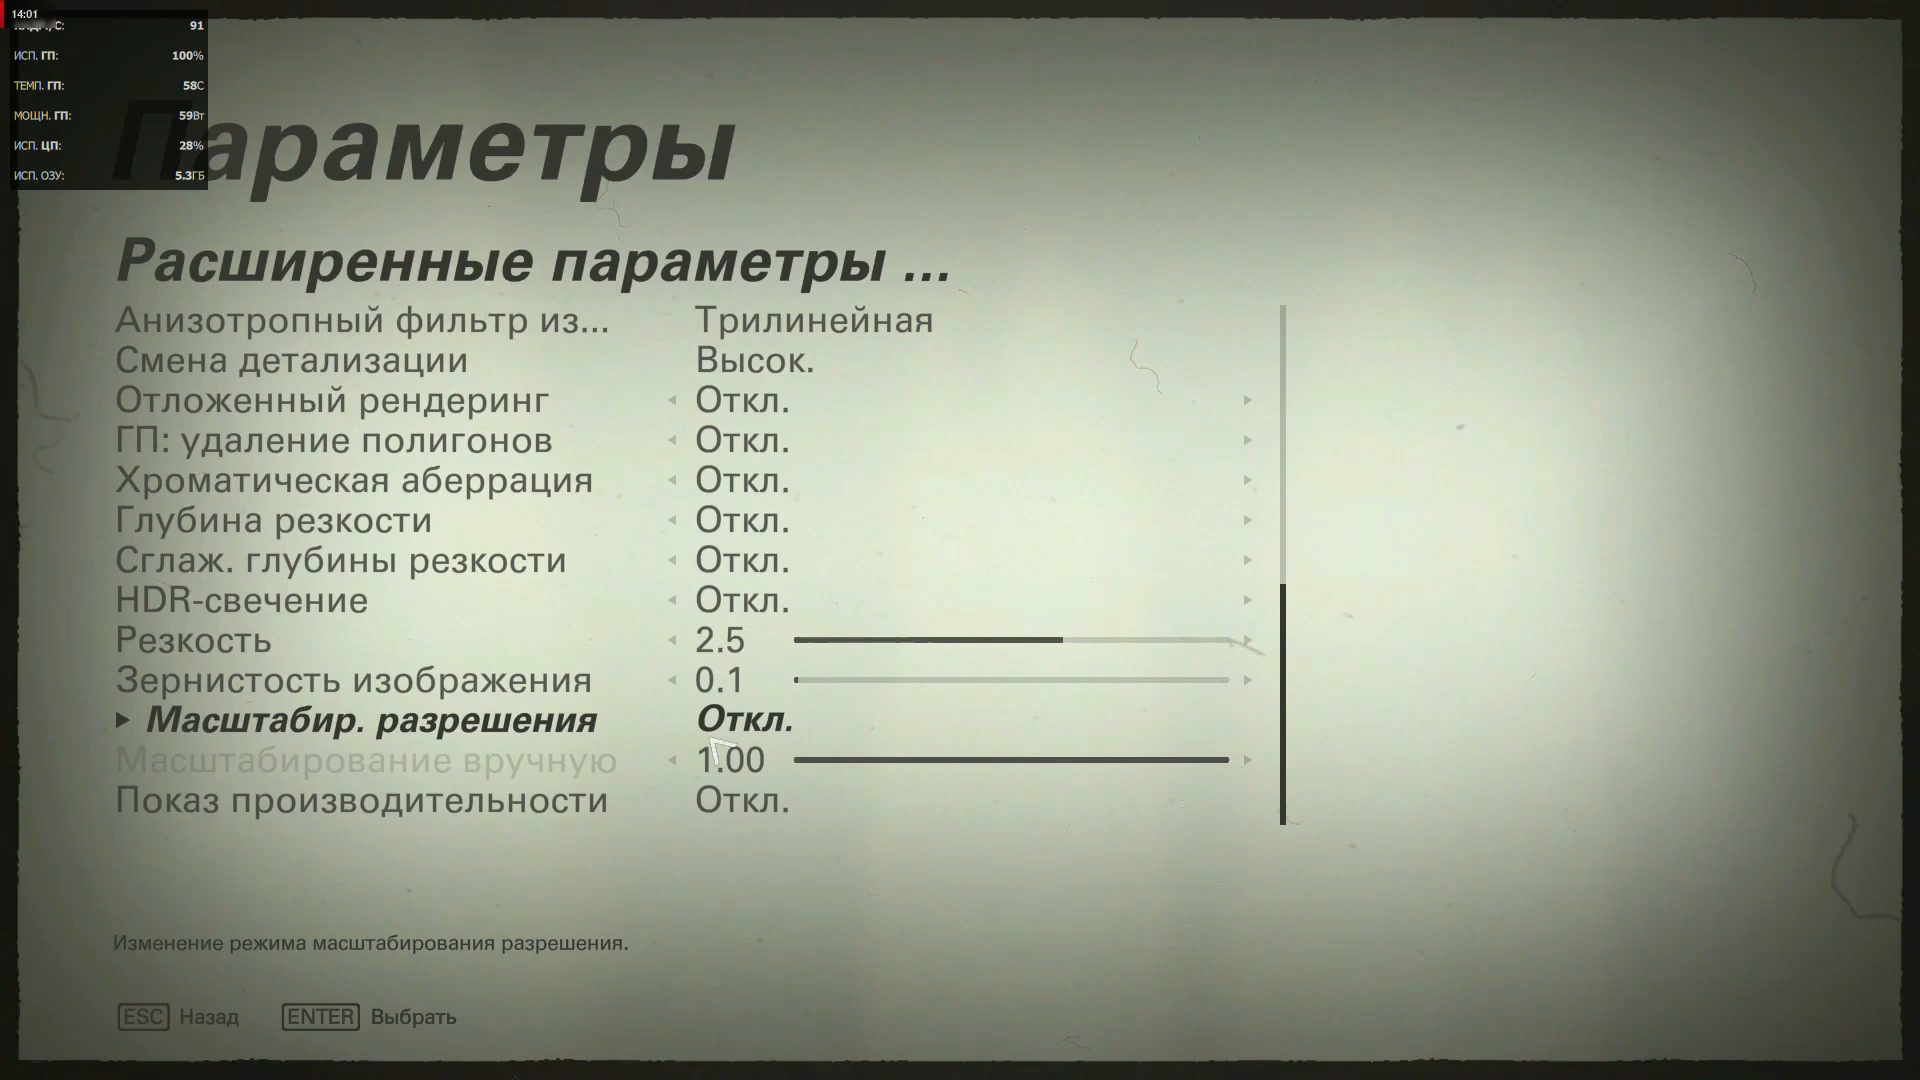 14:01
91
ИСП. ГП: 100%
ТЕМП. ГП: 58C
МОЩН. ГП: 59Вт
ИСП. ЦП: 28%
ИСП. ОЗУ: 5.3ГБ
Параметры
Расширенные параметры ...
Анизотропный фильтр из... Трилинейная
Смена детализации Высок.
Отложенный рендеринг Откл.
ГП: удаление полигонов Откл.
Хроматическая аберрация Откл.
Глубина резкости Откл.
Сглаж. глубины резкости Откл.
HDR-свечение Откл.
Резкость 2.5
Зернистость изображения 0.1
Масштабир. разрешения Откл.
Масштабирование вручную 1.00
Показ производительности Откл.
Изменение режима масштабирования разрешения.
ESC Назад ENTER Выбрать